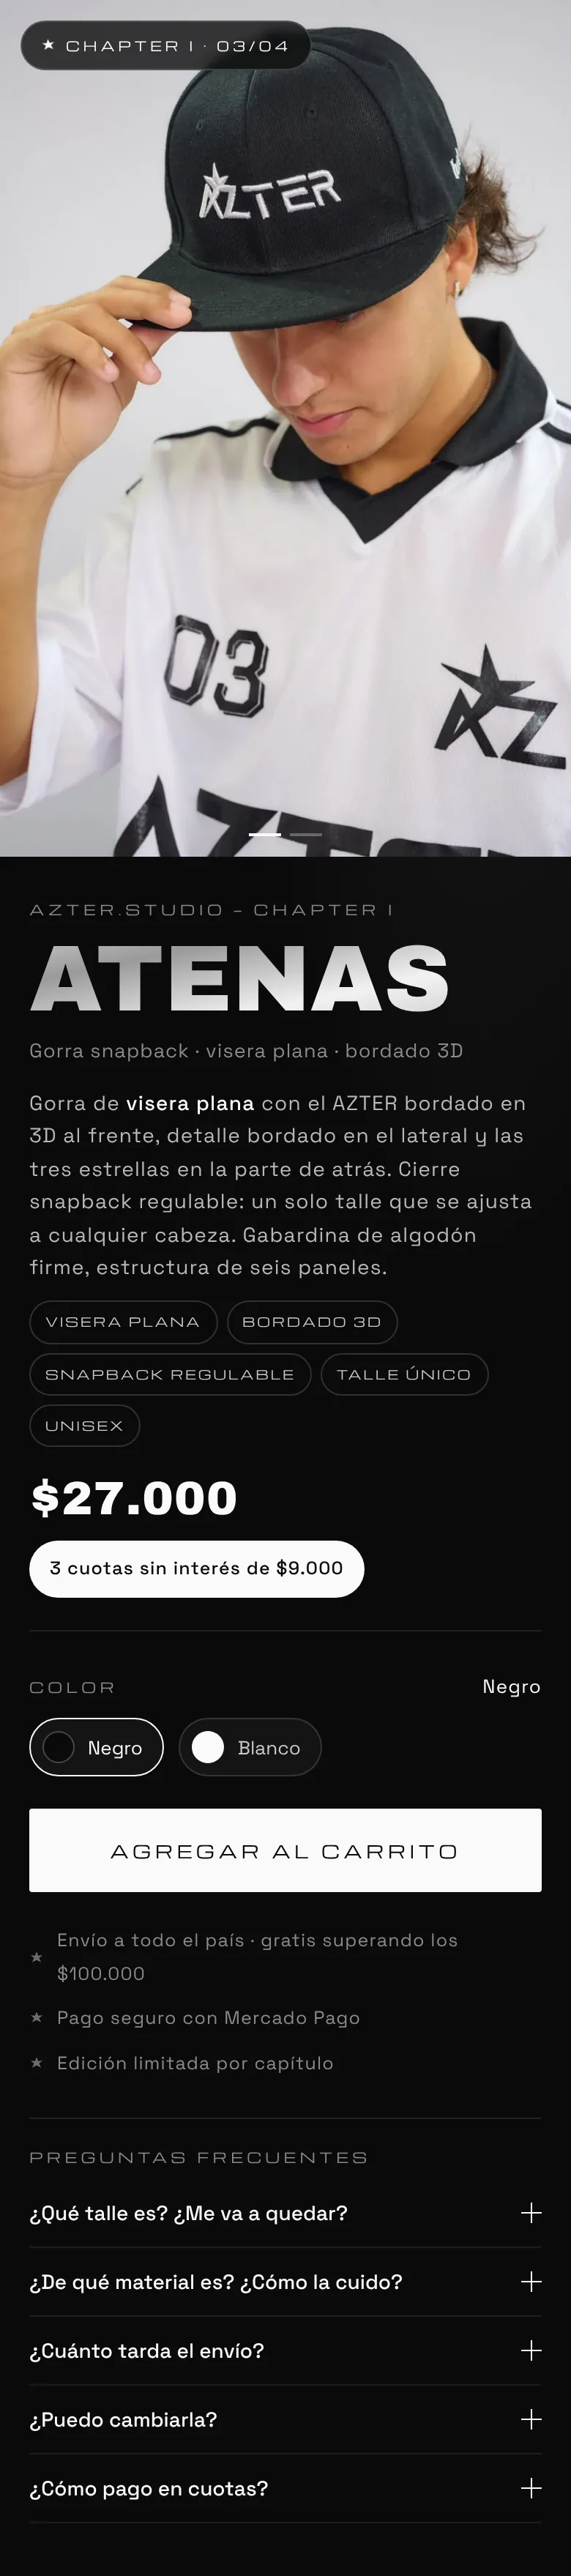 ★ CHAPTER I · 03/04
AZTER
03
AZ
AZTER
AZTER.STUDIO – CHAPTER I
ATENAS
Gorra snapback · visera plana · bordado 3D
Gorra de visera plana con el AZTER bordado en
3D al frente, detalle bordado en el lateral y las
tres estrellas en la parte de atrás. Cierre
snapback regulable: un solo talle que se ajusta
a cualquier cabeza. Gabardina de algodón
firme, estructura de seis paneles.
VISERA PLANA
BORDADO 3D
SNAPBACK REGULABLE
TALLE ÚNICO
UNISEX
$27.000
3 cuotas sin interés de $9.000
COLOR
Negro
Negro
Blanco
AGREGAR AL CARRITO
★ Envío a todo el país · gratis superando los
$100.000
★ Pago seguro con Mercado Pago
★ Edición limitada por capítulo
PREGUNTAS FRECUENTES
¿Qué talle es? ¿Me va a quedar?
¿De qué material es? ¿Cómo la cuido?
¿Cuánto tarda el envío?
¿Puedo cambiarla?
¿Cómo pago en cuotas?